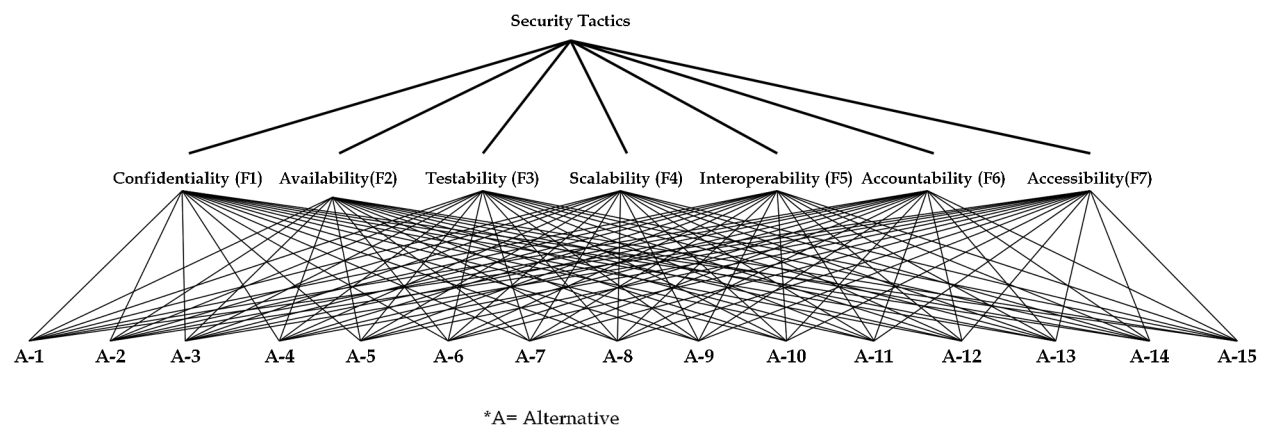 Security Tactics
Confidentiality (F1) Availability(F2) Testability (F3) Scalability (F4) Interoperability (F5) Accountability (F6) Accessibility(F7)
A-1 A-2 A-3 A-4 A-5 A-6 A-7 A-8 A-9 A-10 A-11 A-12 A-13 A-14 A-15
*A= Alternative